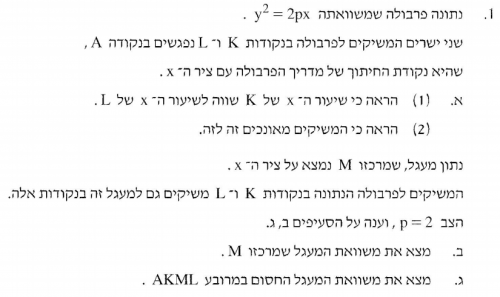 1. נתונה פרבולה שמשוואתה y² = 2px .
שני ישרים המשיקים לפרבולה בנקודות K ו־ L נפגשים בנקודה A ,
שהיא נקודת החיתוך של מדריך הפרבולה עם ציר ה־ x .
א. (1) הראה כי שיעור ה־ x של K שווה לשיעור ה־ x של L .
(2) הראה כי המשיקים מאונכים זה לזה.
נתון מעגל, שמרכזו M נמצא על ציר ה־ x .
המשיקים לפרבולה הנתונה בנקודות K ו־ L משיקים גם למעגל זה בנקודות אלה.
הצב p = 2 , וענה על הסעיפים ב, ג.
ב. מצא את משוואת המעגל שמרכזו M .
ג. מצא את משוואת המעגל החסום במרובע AKML .